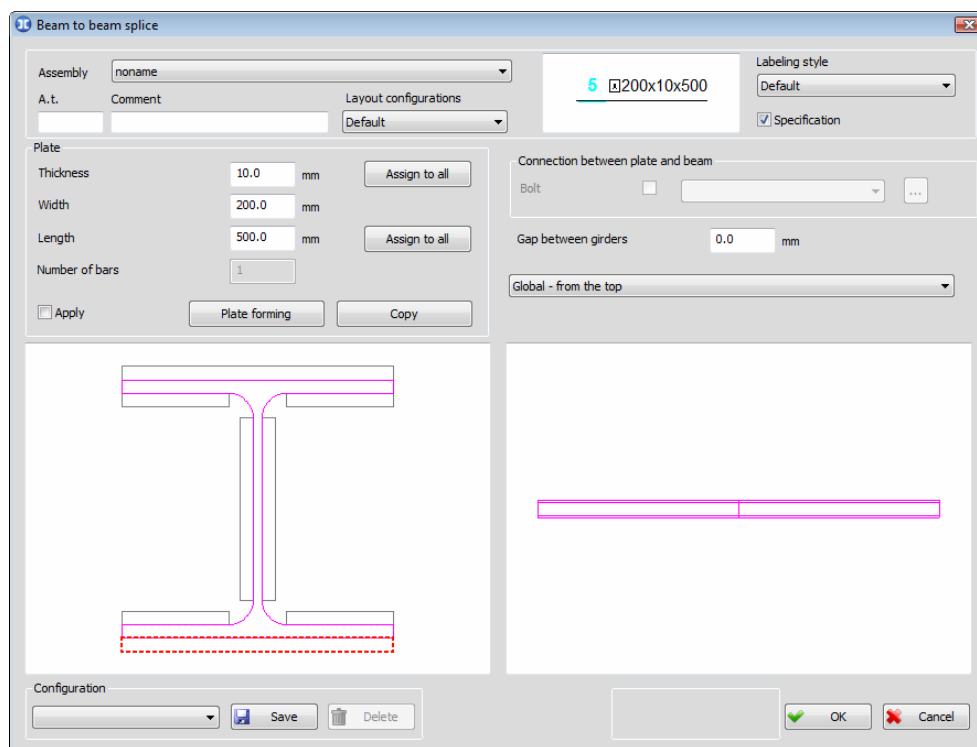 Beam to beam splice
Assembly noname
A.t. Comment Layout configurations
Default
5 x 200x10x500
Labeling style
Default
Specification
Plate
Thickness 10.0 mm Assign to all
Width 200.0 mm
Length 500.0 mm Assign to all
Number of bars 1
Apply Plate forming Copy
Connection between plate and beam
Bolt ...
Gap between girders 0.0 mm
Global - from the top
Configuration
Save Delete
OK Cancel